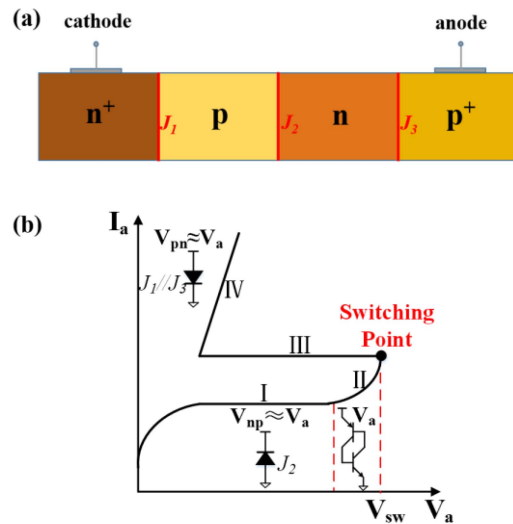 (a)
cathode
anode
n+
J1
p
J2
n
J3
p+
(b)
Ia
Vpn≈Va
J1//J3
IV
Switching
Point
III
II
I
Vnp≈Va
Va
J2
Vsw
Va